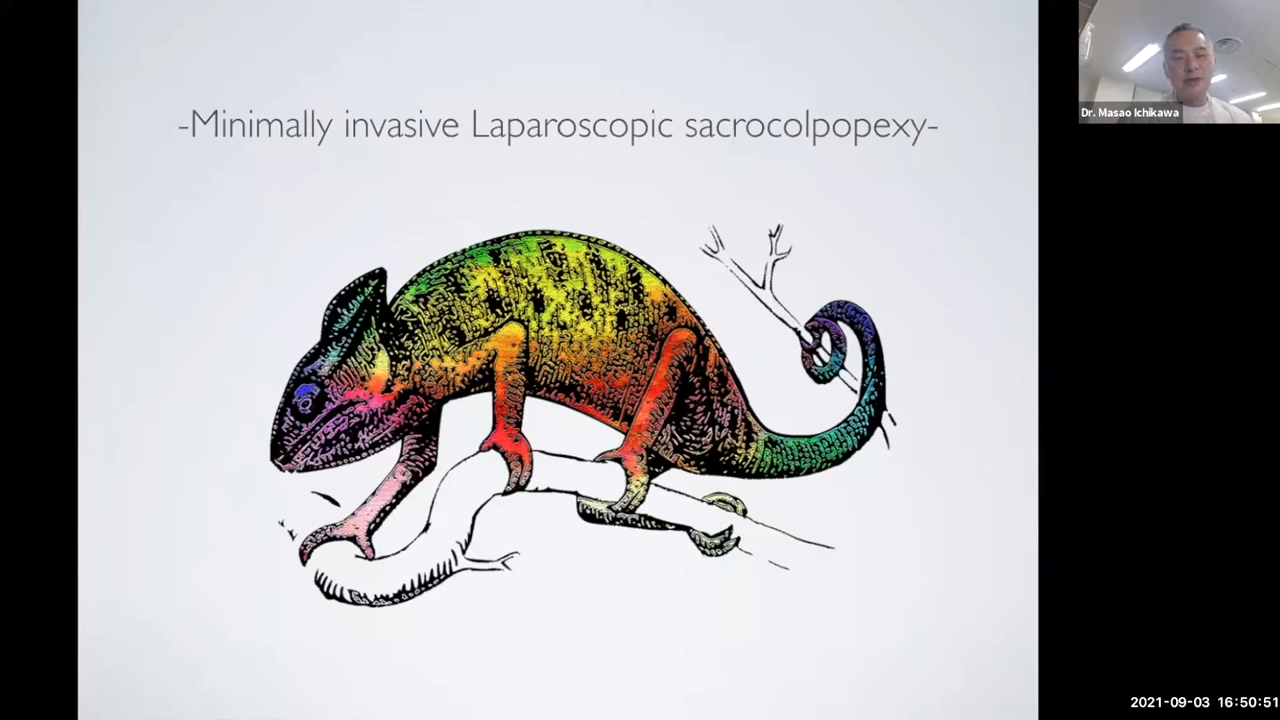 -Minimally invasive Laparoscopic sacrocolpopexy-
Dr. Masao Ichikawa
2021-09-03 16:50:51